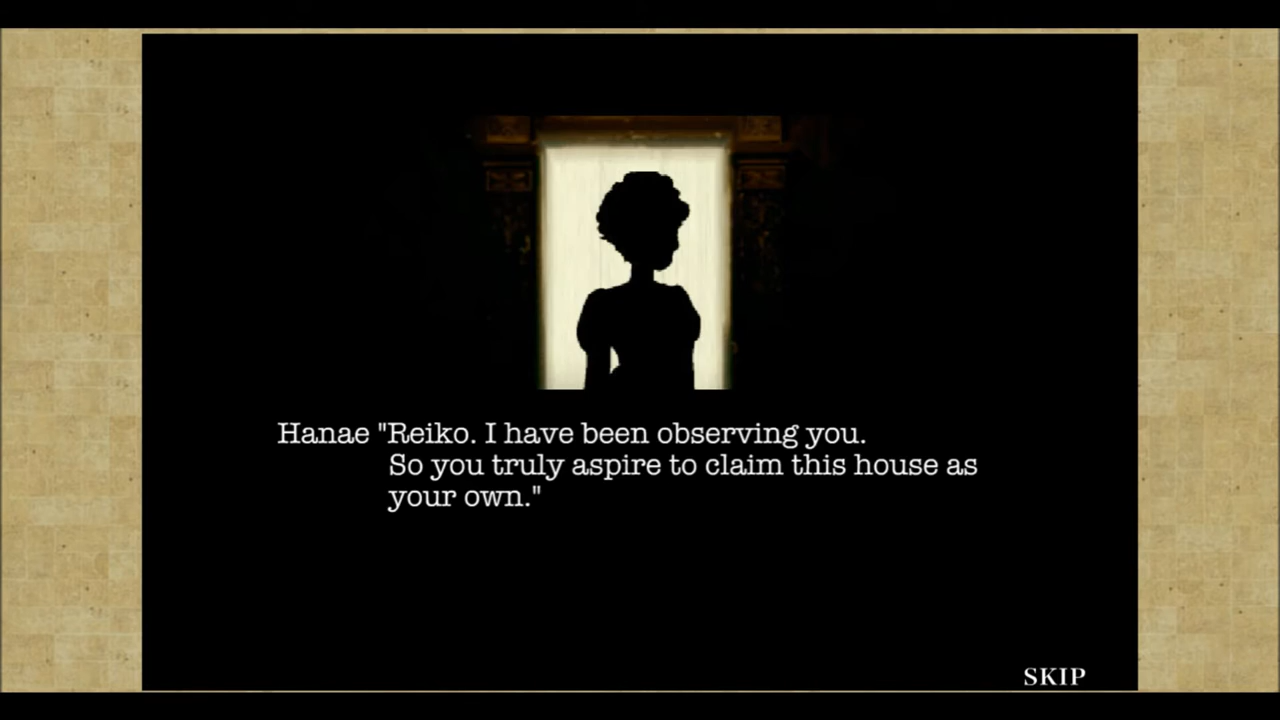 Hanae "Reiko. I have been observing you.
So you truly aspire to claim this house as
your own."
SKIP